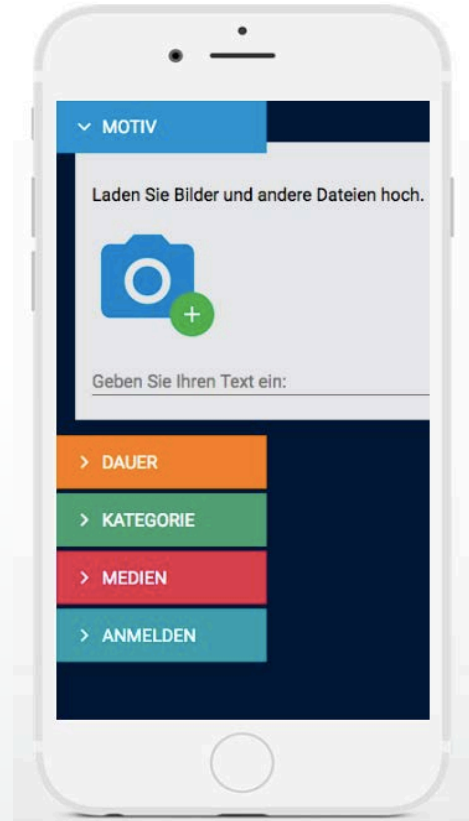 MOTIV
Laden Sie Bilder und andere Dateien hoch.
Geben Sie Ihren Text ein:
DAUER
KATEGORIE
MEDIEN
ANMELDEN